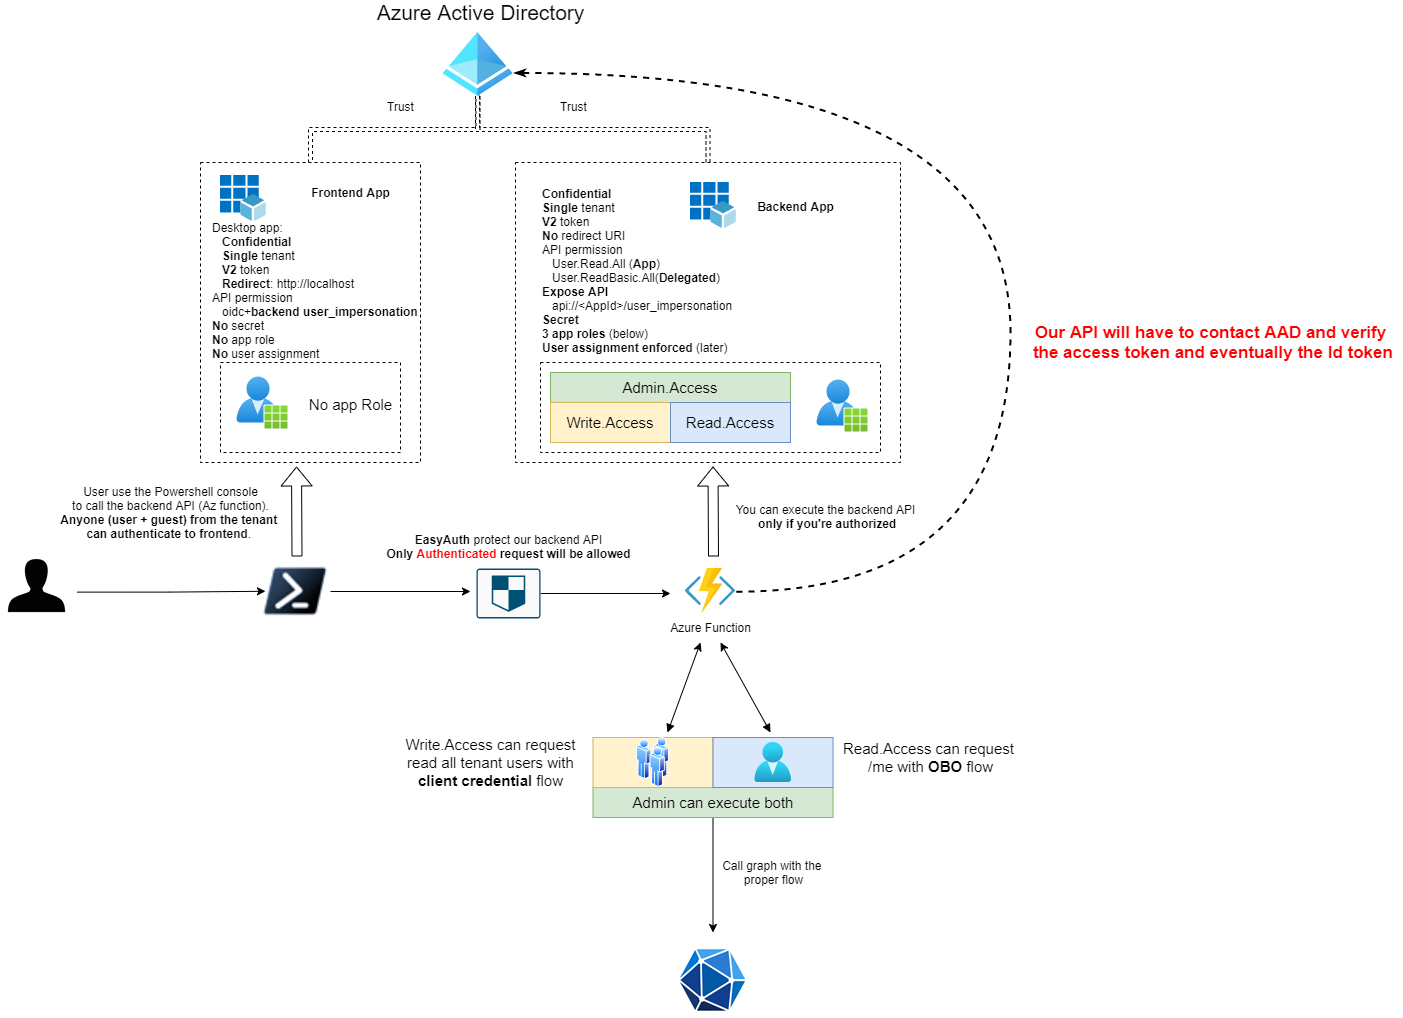 Azure Active Directory
Trust
Trust
Frontend App
Desktop app:
Confidential
Single tenant
V2 token
Redirect: http://localhost
API permission
oidc+backend user_impersonation
No secret
No app role
No user assignment
No app Role
Backend App
Confidential
Single tenant
V2 token
No redirect URI
API permission
User.Read.All (App)
User.ReadBasic.All(Delegated)
Expose API
api://<AppId>/user_impersonation
Secret
3 app roles (below)
User assignment enforced (later)
Admin.Access
Write.Access
Read.Access
Our API will have to contact AAD and verify
the access token and eventually the Id token
User use the Powershell console
to call the backend API (Az function).
Anyone (user + guest) from the tenant
can authenticate to frontend.
EasyAuth protect our backend API
Only Authenticated request will be allowed
You can execute the backend API
only if you're authorized
Azure Function
Write.Access can request
read all tenant users with
client credential flow
Read.Access can request
/me with OBO flow
Admin can execute both
Call graph with the
proper flow